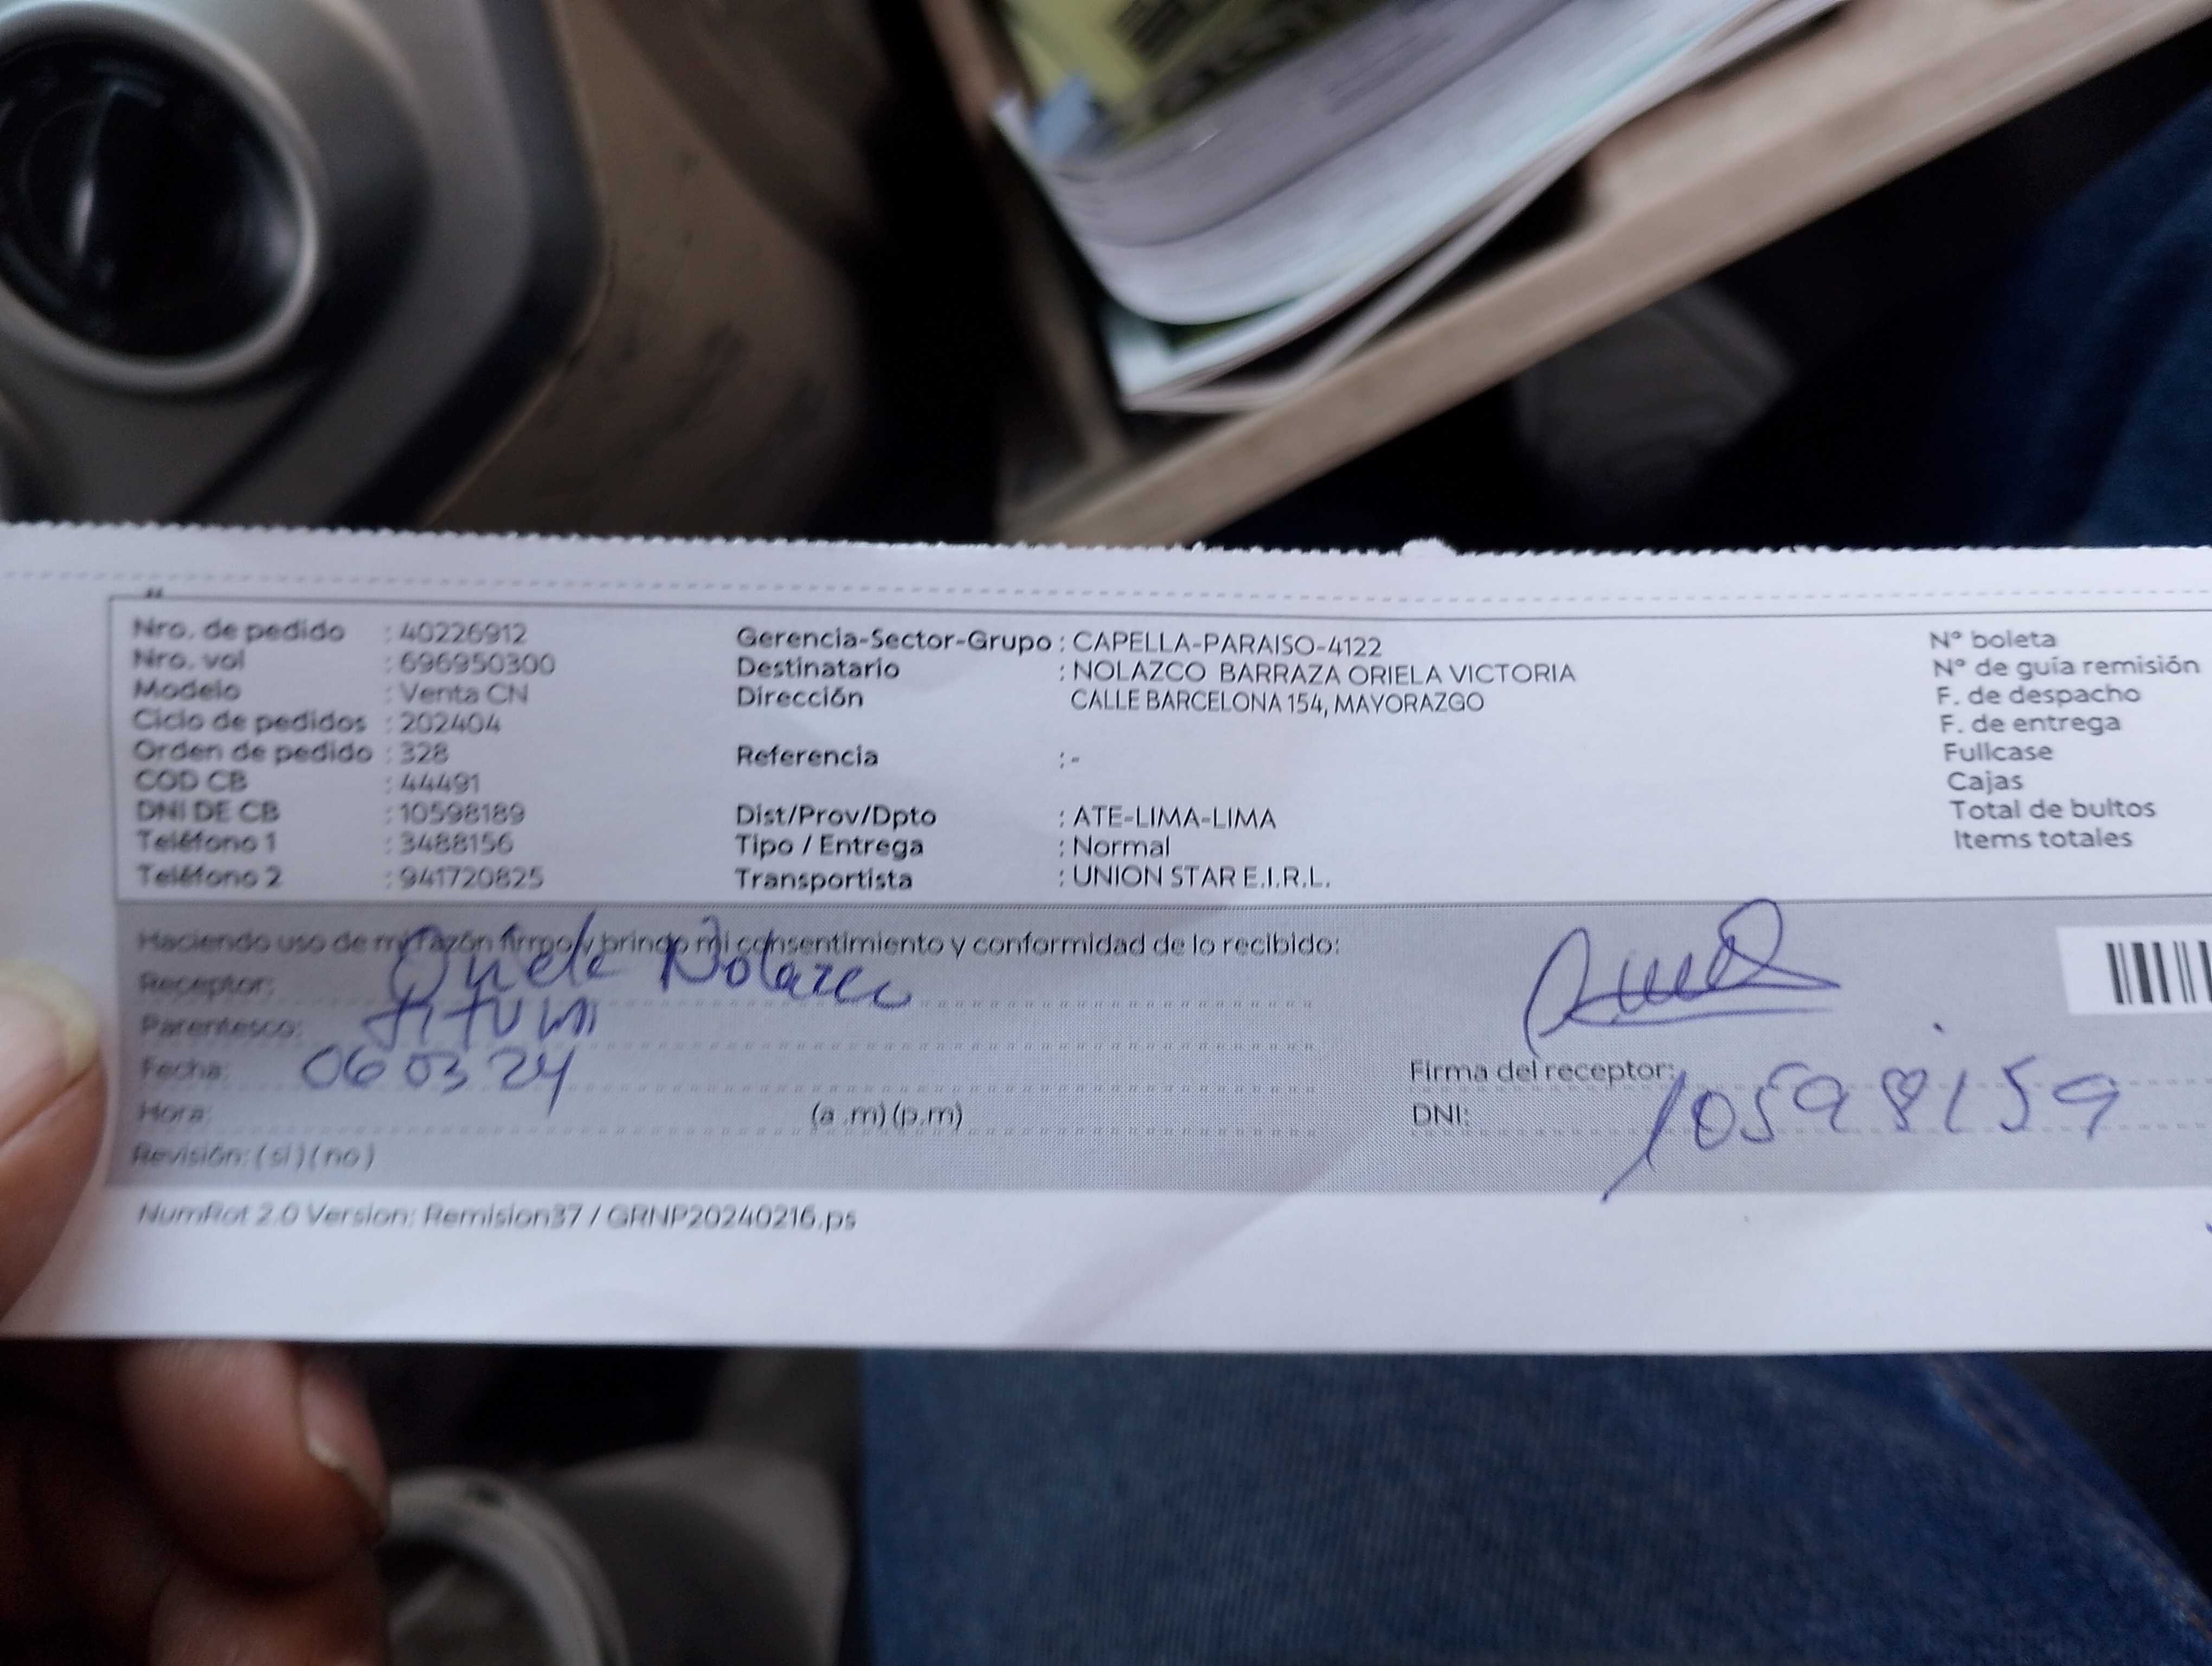 Nro. de pedido : 40226912
Nro. vol : 696950300
Modelo : Venta CN
Ciclo de pedidos : 202404
Orden de pedido : 328
COD CB : 44491
DNI DE CB : 10598189
Teléfono 1 : 3488156
Teléfono 2 : 941720825
Gerencia-Sector-Grupo : CAPELLA-PARAISO-4122
Destinatario : NOLAZCO BARRAZA ORIELA VICTORIA
Dirección CALLE BARCELONA 154, MAYORAZGO
Referencia : -
Dist/Prov/Dpto : ATE-LIMA-LIMA
Tipo / Entrega : Normal
Transportista : UNION STAR E.I.R.L.
N° boleta
N° de guía remisión
F. de despacho
F. de entrega
Fullcase
Cajas
Total de bultos
Items totales
Haciendo uso de mi razón firmo y bringo mi consentimiento y conformidad de lo recibido:
Receptor: Nolazco
Parentesco:
Fecha: 06 03 24
Hora: (a .m) (p.m)
Revisión: ( si ) ( no )
Firma del receptor:
DNI: 10598159
NumRot 2.0 Version: Remision37 / GRNP20240216.ps